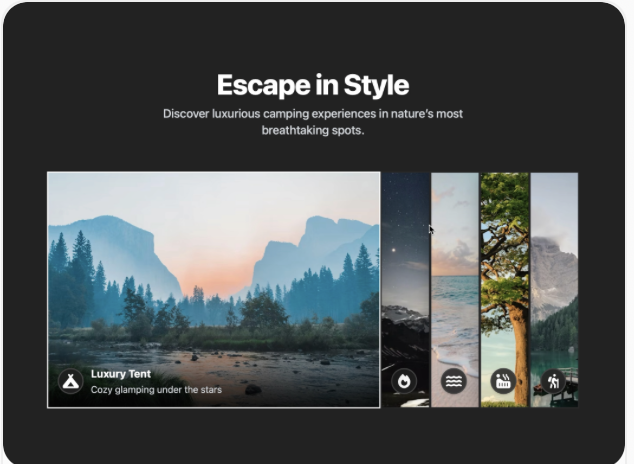 Escape in Style
Discover luxurious camping experiences in nature's most
breathtaking spots.
Luxury Tent
Cozy glamping under the stars